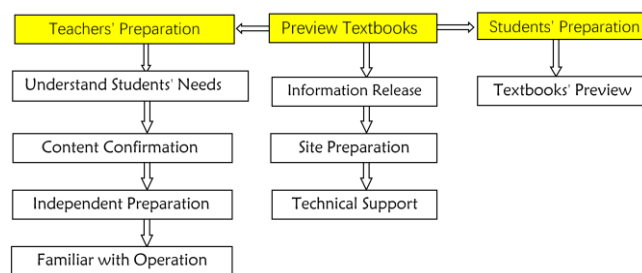 Teachers' Preparation
Preview Textbooks
Students' Preparation
Understand Students' Needs
Information Release
Textbooks' Preview
Content Confirmation
Site Preparation
Independent Preparation
Technical Support
Familiar with Operation